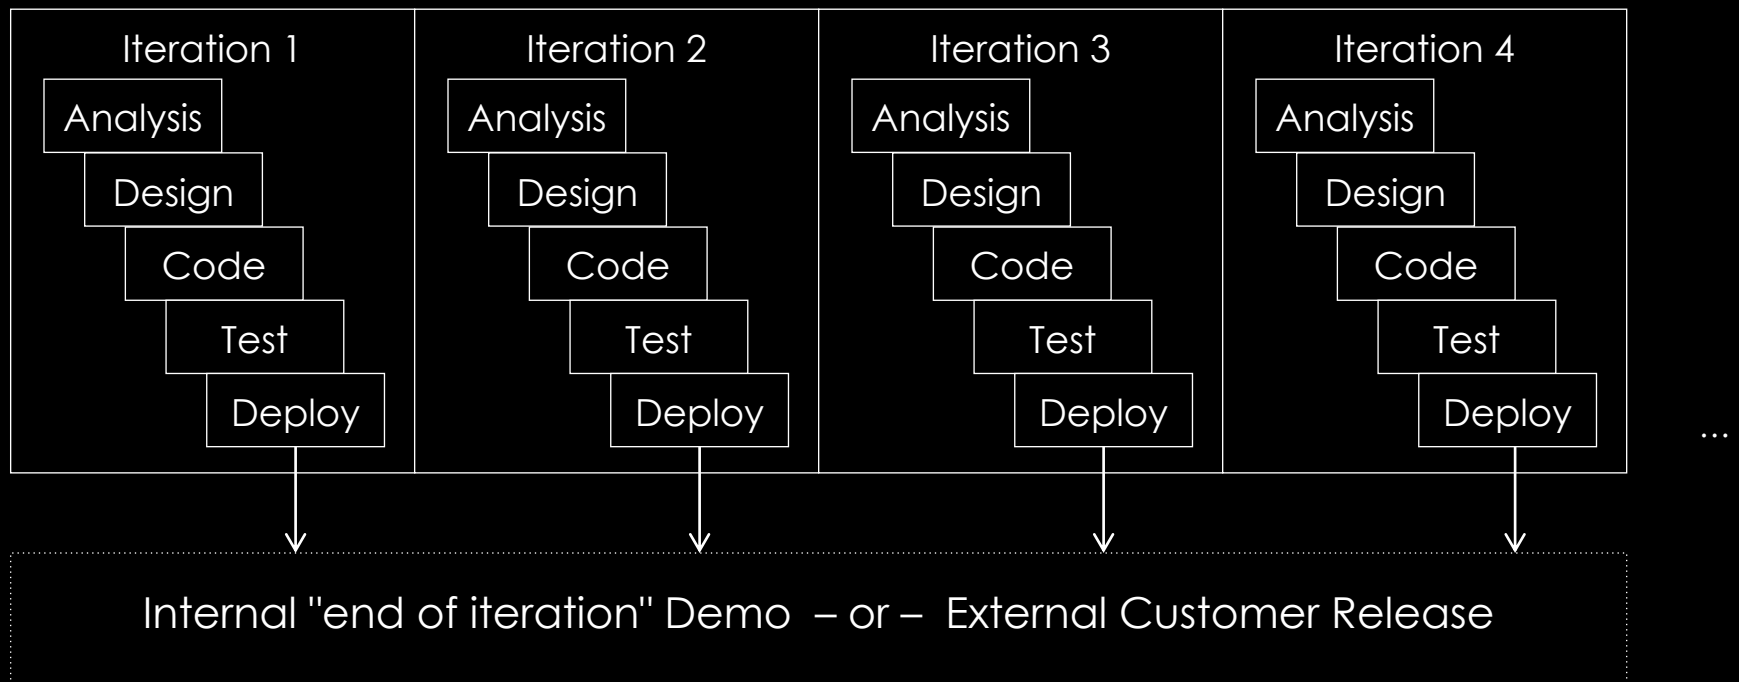 Iteration 1
Analysis
Design
Code
Test
Deploy
Iteration 2
Analysis
Design
Code
Test
Deploy
Iteration 3
Analysis
Design
Code
Test
Deploy
Iteration 4
Analysis
Design
Code
Test
Deploy
...
Internal "end of iteration" Demo – or – External Customer Release